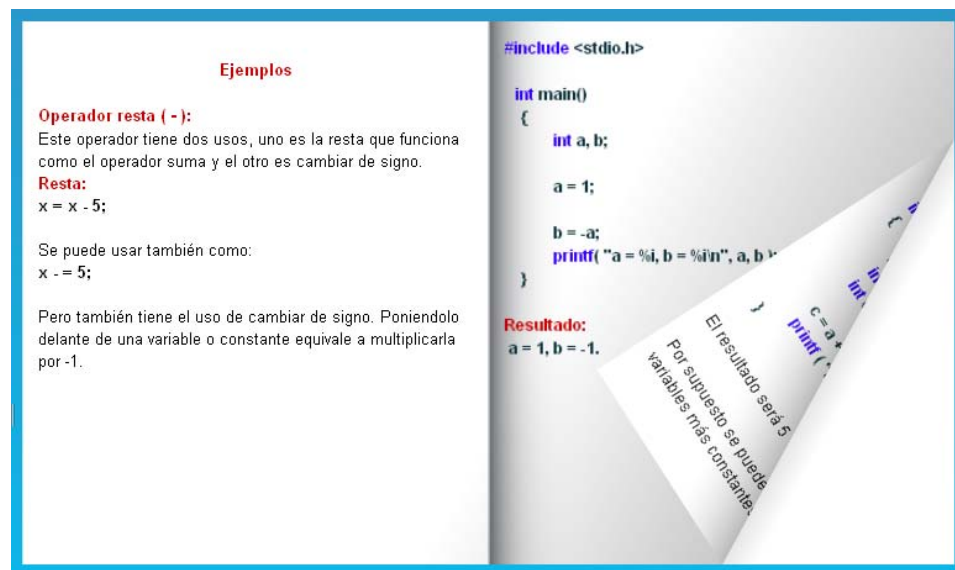 Ejemplos
Operador resta ( - ):
Este operador tiene dos usos, uno es la resta que funciona
como el operador suma y el otro es cambiar de signo.
Resta:
x = x - 5;
Se puede usar también como:
x - = 5;
Pero también tiene el uso de cambiar de signo. Poniendolo
delante de una variable o constante equivale a multiplicarla
por -1.
#include <stdio.h>
int main()
{
int a, b;
a = 1;
b = -a;
printf( "a = %i, b = %i\n", a, b );
}
Resultado:
a = 1, b = -1.
{
int
c = a +
printf (
}
El resultado será 5
Por supuesto se puede
variables más constantes